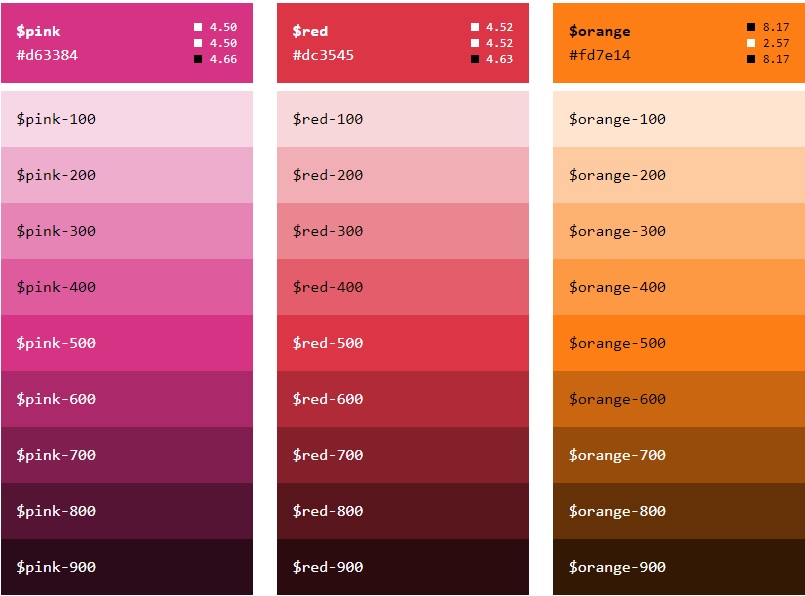 $pink
#d63384
4.50
4.50
4.66
$pink-100
$pink-200
$pink-300
$pink-400
$pink-500
$pink-600
$pink-700
$pink-800
$pink-900
$red
#dc3545
4.52
4.52
4.63
$red-100
$red-200
$red-300
$red-400
$red-500
$red-600
$red-700
$red-800
$red-900
$orange
#fd7e14
8.17
2.57
8.17
$orange-100
$orange-200
$orange-300
$orange-400
$orange-500
$orange-600
$orange-700
$orange-800
$orange-900